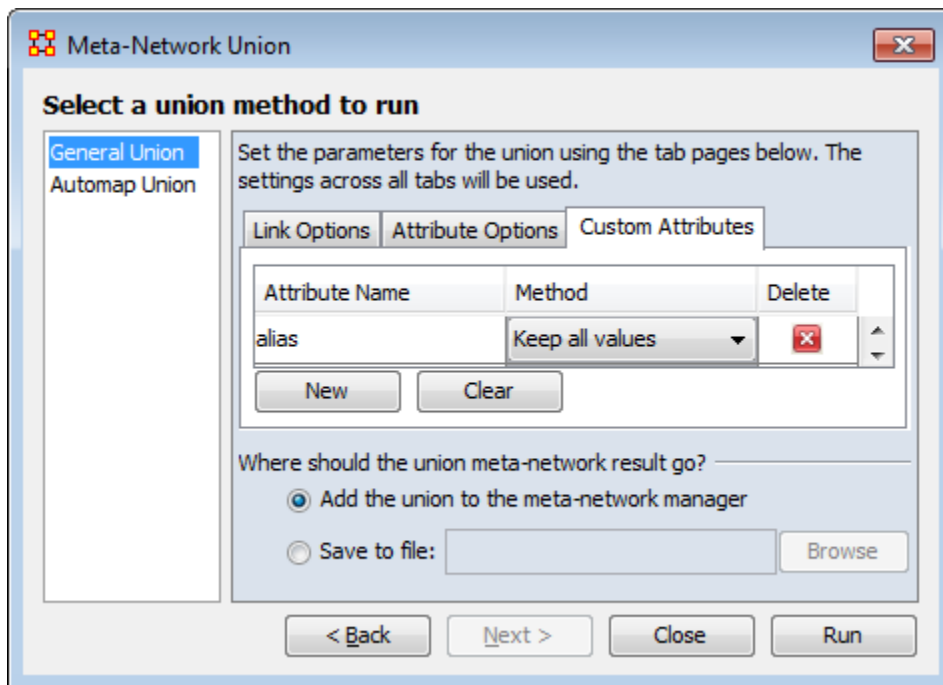 Meta-Network Union
Select a union method to run
General Union
Automap Union
Set the parameters for the union using the tab pages below. The
settings across all tabs will be used.
Link Options Attribute Options Custom Attributes
Attribute Name Method Delete
alias Keep all values
New Clear
Where should the union meta-network result go?
Add the union to the meta-network manager
Save to file: Browse
< Back Next > Close Run